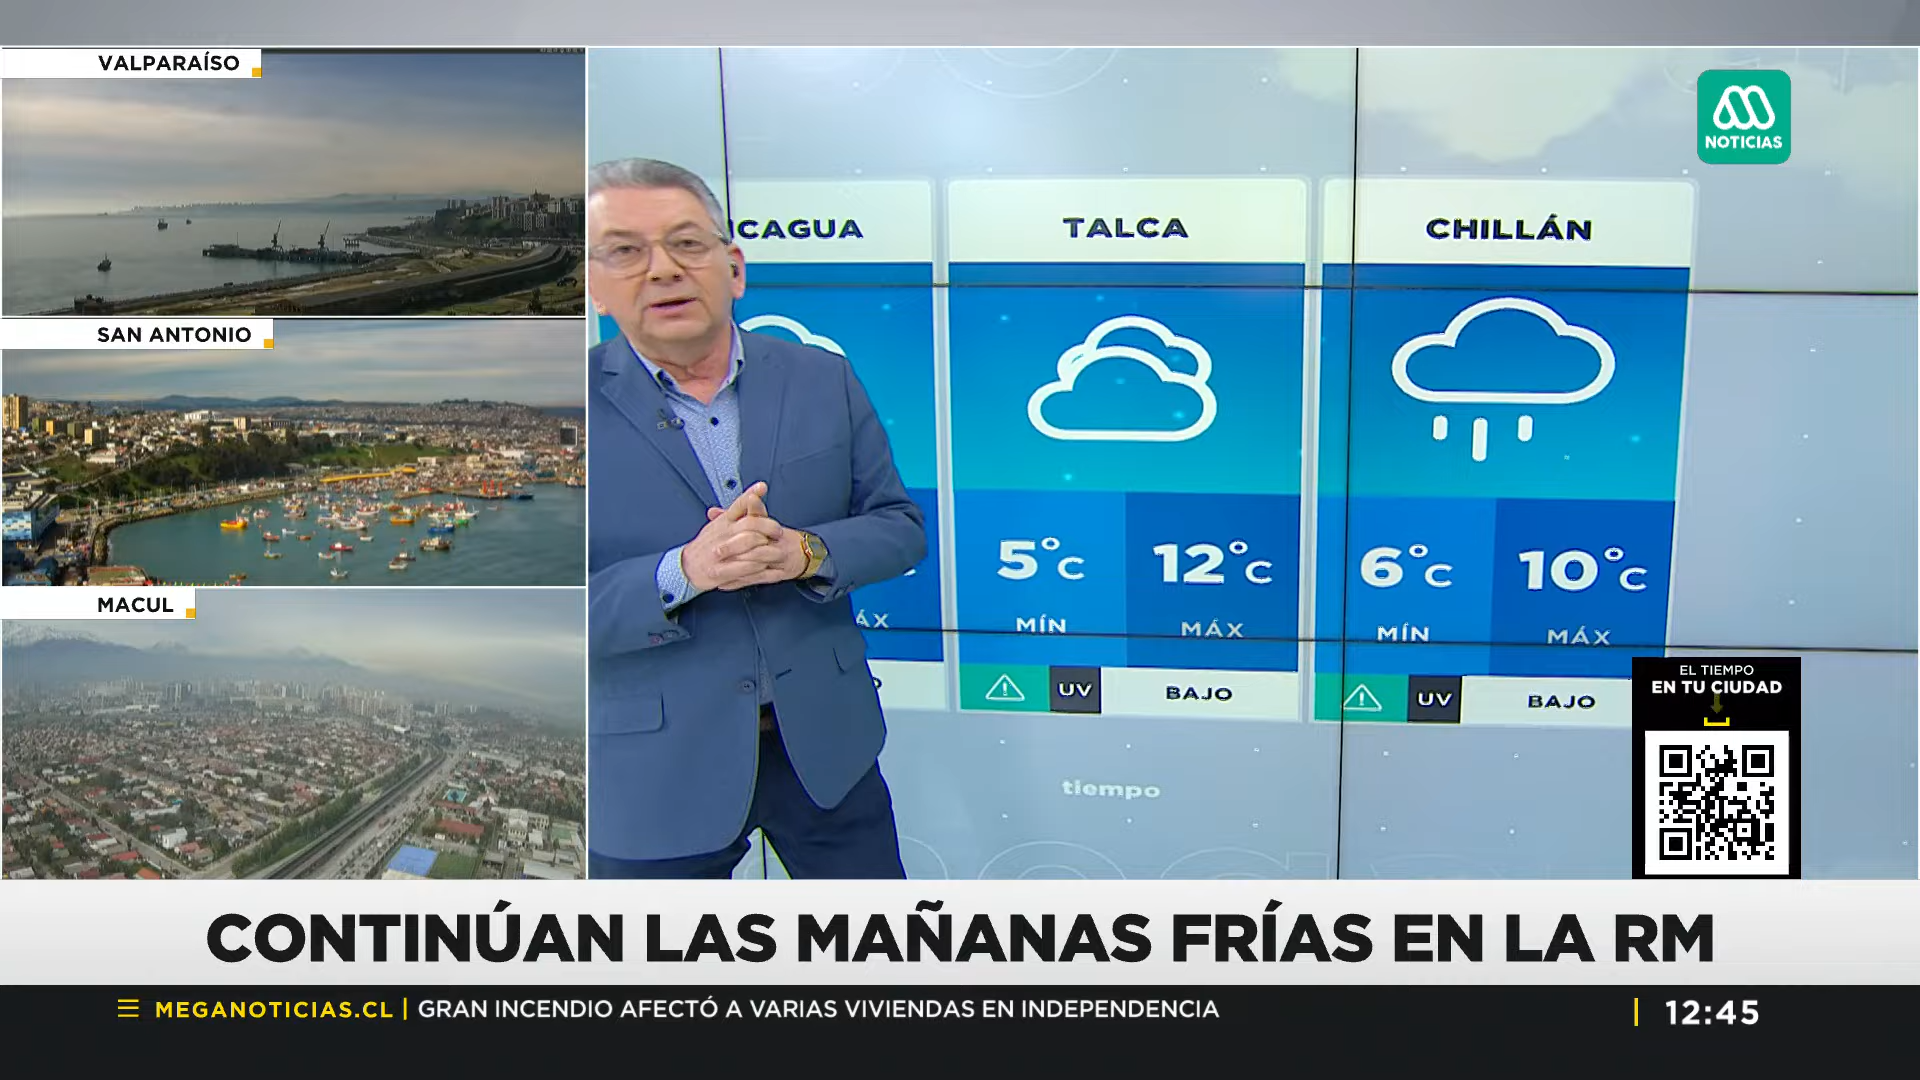 VALPARAÍSO
SAN ANTONIO
MACUL
NOTICIAS
ICAGUA
TALCA
CHILLÁN
5°C
12°C
6°C
10°C
ÁX
MÍN
MÁX
MÍN
MÁX
UV
BAJO
UV
BAJO
tiempo
EL TIEMPO
EN TU CIUDAD
CONTINÚAN LAS MAÑANAS FRÍAS EN LA RM
MEGANOTICIAS.CL | GRAN INCENDIO AFECTÓ A VARIAS VIVIENDAS EN INDEPENDENCIA
12:45